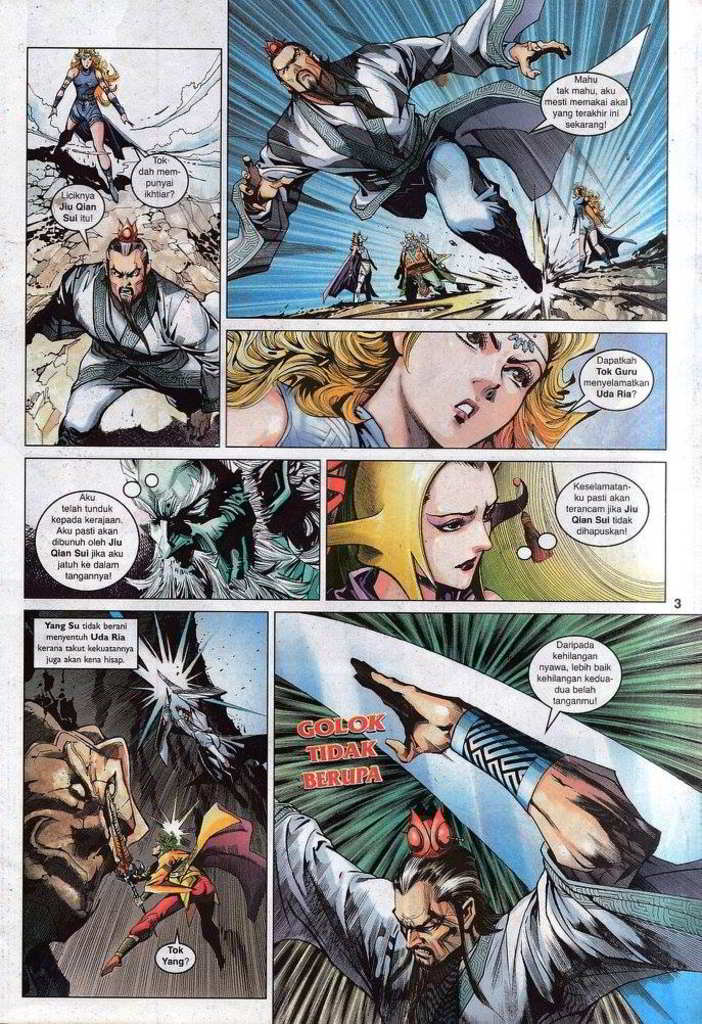 Tok-
dah mem-
punyai
ikhtiar?
Liciknya
Jiu Qian
Sui itu!
Mahu
tak mahu, aku
mesti memakai akal
yang terakhir ini
sekarang!
Dapatkah
Tok Guru
menyelamatkan
Uda Ria?
Aku
telah tunduk
kepada kerajaan.
Aku pasti akan
dibunuh oleh Jiu
Qian Sui jika aku
jatuh ke dalam
tangannya!
Keselamatan-
ku pasti akan
terancam jika Jiu
Qian Sui tidak
dihapuskan!
3
Yang Su tidak berani
menyentuh Uda Ria
kerana takut kekuatannya
juga akan kena hisap.
Tok
Yang?
Daripada
kehilangan
nyawa, lebih baik
kehilangan kedua-
dua belah
tanganmu!
GOLOK
TIDAK
BERUPA